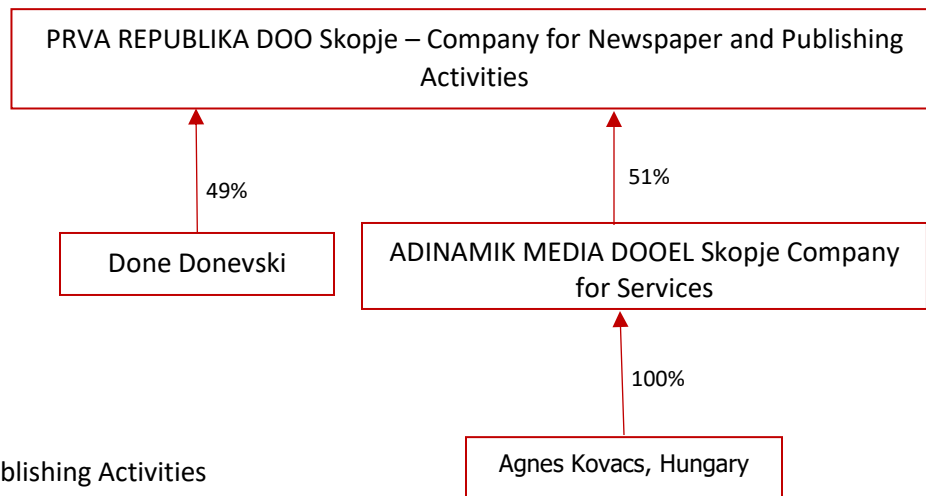 PRVA REPUBLIKA DOO Skopje – Company for Newspaper and Publishing
Activities
49%
51%
Done Donevski
ADINAMIK MEDIA DOOEL Skopje Company
for Services
100%
Agnes Kovacs, Hungary
blishing Activities